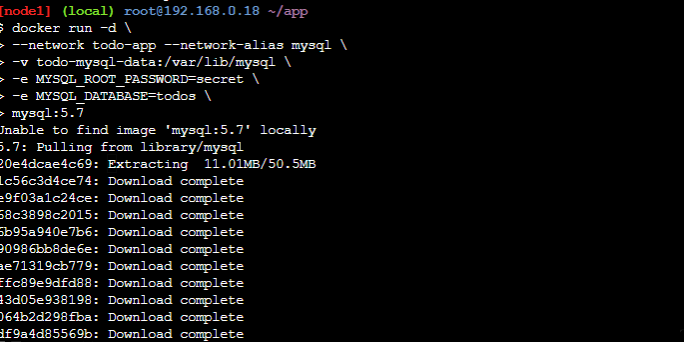 [node1] (local) root@192.168.0.18 ~/app
$ docker run -d \
> --network todo-app --network-alias mysql \
> -v todo-mysql-data:/var/lib/mysql \
> -e MYSQL_ROOT_PASSWORD=secret \
> -e MYSQL_DATABASE=todos \
> mysql:5.7
Unable to find image 'mysql:5.7' locally
5.7: Pulling from library/mysql
20e4dcae4c69: Extracting  11.01MB/50.5MB
1c56c3d4ce74: Download complete
e9f03a1c24ce: Download complete
68c3898c2015: Download complete
6b95a940e7b6: Download complete
90986bb8de6e: Download complete
ae71319cb779: Download complete
ffc89e9dfd88: Download complete
43d05e938198: Download complete
064b2d298fba: Download complete
df9a4d85569b: Download complete